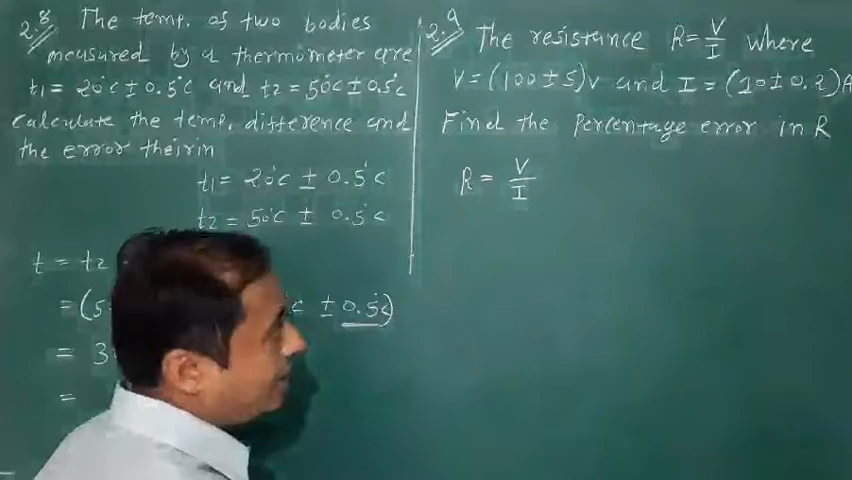 2.8 The temp. of two bodies
measured by a thermometer are
t1 = 20°c ± 0.5°c and t2 = 50°c ± 0.5°c
calculate the temp. difference and
the error theirin
t1 = 20°c ± 0.5°c
t2 = 50°c ± 0.5°c
t = t2
= (5 c ± 0.5°c)
= 3
=
2.9 The resistance R = V/I where
V = (100 ± 5)v and I = (10 ± 0.2)A
Find the percentage error in R
R = V/I